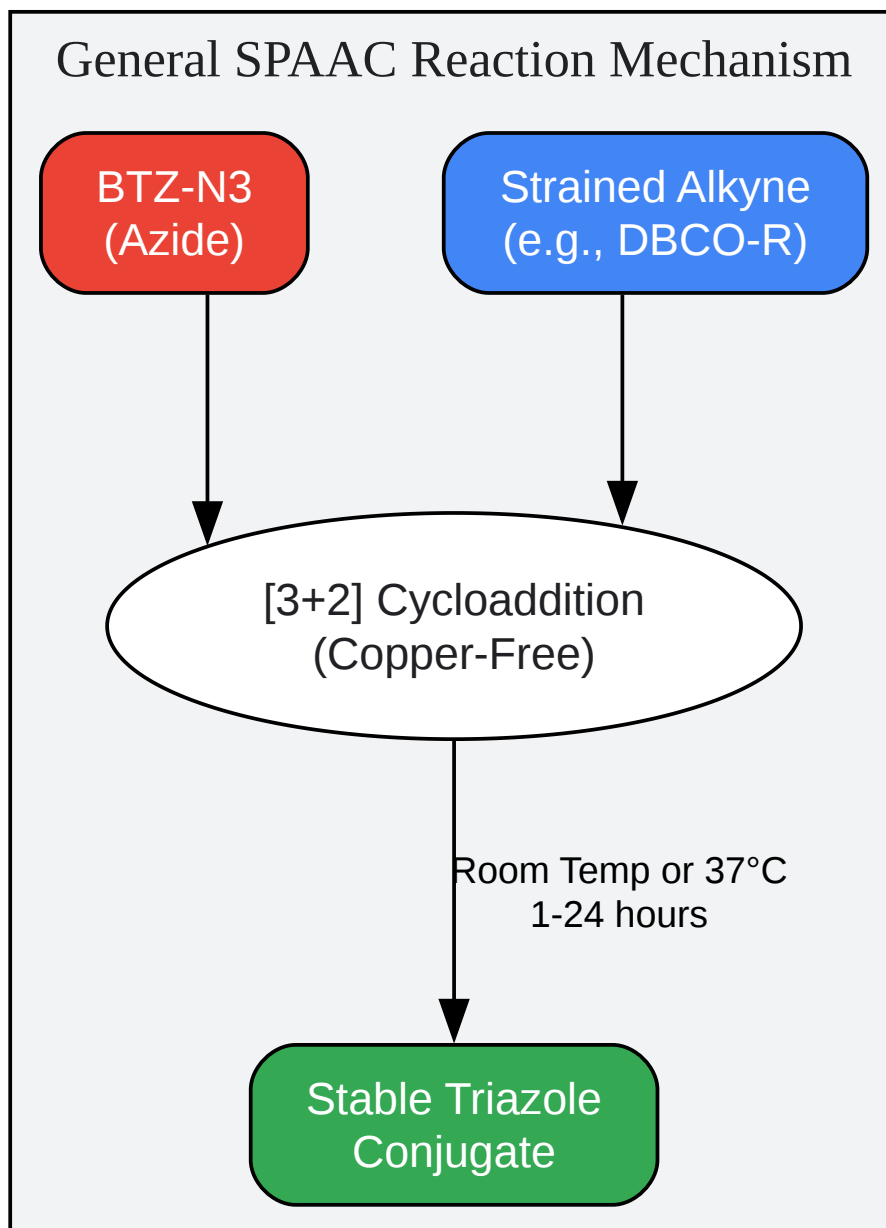 General SPAAC Reaction Mechanism
BTZ-N3
(Azide)
Strained Alkyne
(e.g., DBCO-R)
[3+2] Cycloaddition
(Copper-Free)
Room Temp or 37°C
1-24 hours
Stable Triazole
Conjugate